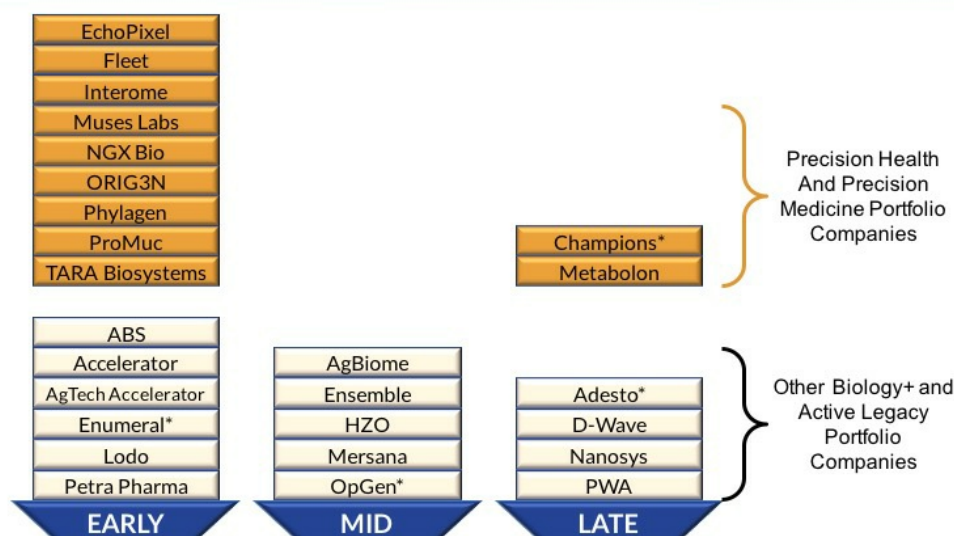 EchoPixel
Fleet
Interome
Muses Labs
NGX Bio
ORIG3N
Phylagen
ProMuc
TARA Biosystems
Champions*
Metabolon
Precision Health
And Precision
Medicine Portfolio
Companies
ABS
Accelerator
AgTech Accelerator
Enumeral*
Lodo
Petra Pharma
EARLY
AgBiome
Ensemble
HZO
Mersana
OpGen*
MID
Adesto*
D-Wave
Nanosys
PWA
LATE
Other Biology+ and
Active Legacy
Portfolio
Companies